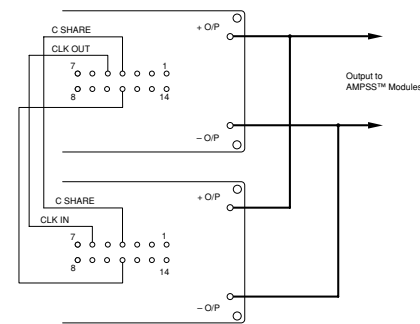 C SHARE
+ O/P
CLK OUT
7 1
8 14
Output to
AMPSS™ Modules
– O/P
C SHARE
+ O/P
CLK IN
7 1
8 14
– O/P